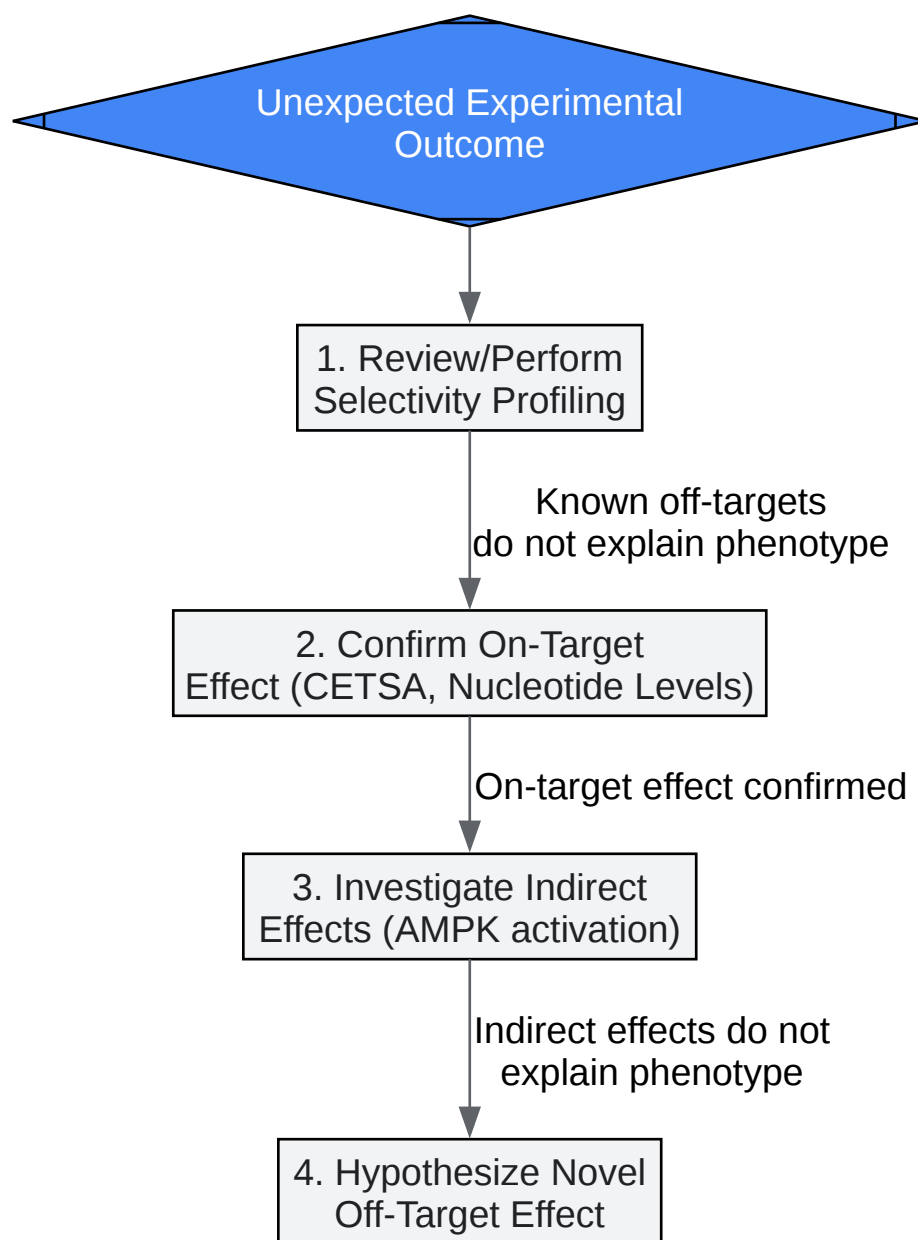 Unexpected Experimental
Outcome
1. Review/Perform
Selectivity Profiling
Known off-targets
do not explain phenotype
2. Confirm On-Target
Effect (CETSA, Nucleotide Levels)
On-target effect confirmed
3. Investigate Indirect
Effects (AMPK activation)
Indirect effects do not
explain phenotype
4. Hypothesize Novel
Off-Target Effect